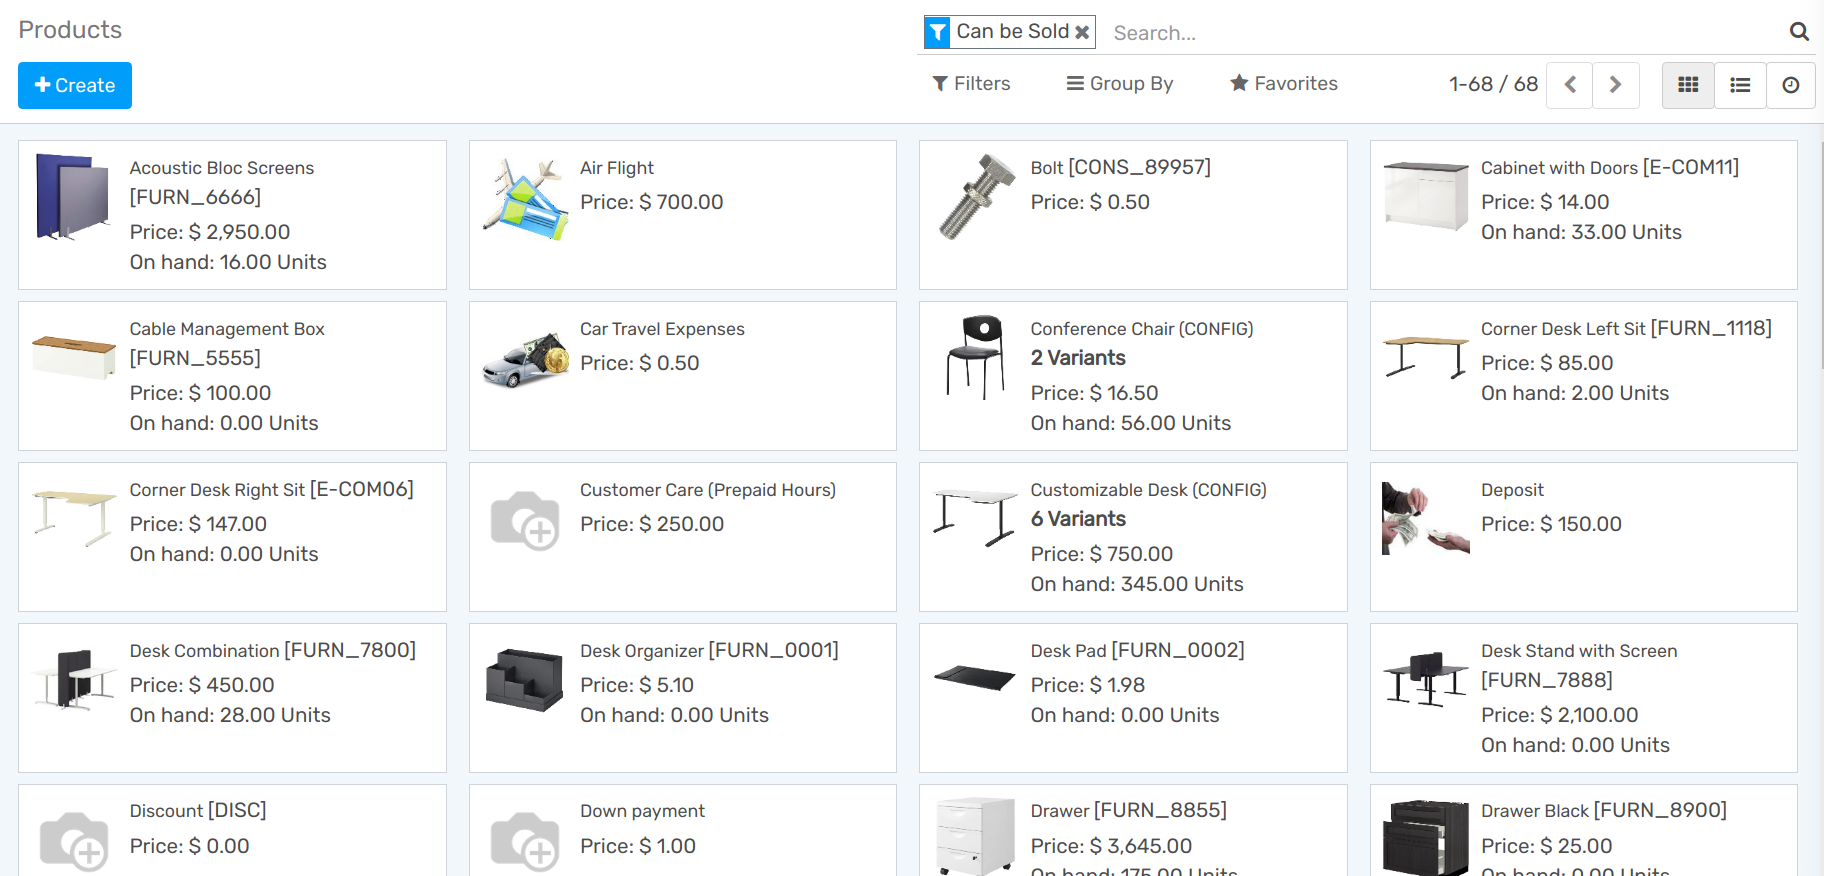 Products
Can be Sold
Search...
Create
Filters
Group By
Favorites
1-68 / 68
Acoustic Bloc Screens
[FURN_6666]
Price: $ 2,950.00
On hand: 16.00 Units
Air Flight
Price: $ 700.00
Bolt [CONS_89957]
Price: $ 0.50
Cabinet with Doors [E-COM11]
Price: $ 14.00
On hand: 33.00 Units
Cable Management Box
[FURN_5555]
Price: $ 100.00
On hand: 0.00 Units
Car Travel Expenses
Price: $ 0.50
Conference Chair (CONFIG)
2 Variants
Price: $ 16.50
On hand: 56.00 Units
Corner Desk Left Sit [FURN_1118]
Price: $ 85.00
On hand: 2.00 Units
Corner Desk Right Sit [E-COM06]
Price: $ 147.00
On hand: 0.00 Units
Customer Care (Prepaid Hours)
Price: $ 250.00
Customizable Desk (CONFIG)
6 Variants
Price: $ 750.00
On hand: 345.00 Units
Deposit
Price: $ 150.00
Desk Combination [FURN_7800]
Price: $ 450.00
On hand: 28.00 Units
Desk Organizer [FURN_0001]
Price: $ 5.10
On hand: 0.00 Units
Desk Pad [FURN_0002]
Price: $ 1.98
On hand: 0.00 Units
Desk Stand with Screen
[FURN_7888]
Price: $ 2,100.00
On hand: 0.00 Units
Discount [DISC]
Price: $ 0.00
Down payment
Price: $ 1.00
Drawer [FURN_8855]
Price: $ 3,645.00
On hand: 175.00 Units
Drawer Black [FURN_8900]
Price: $ 25.00
On hand: 0.00 Units